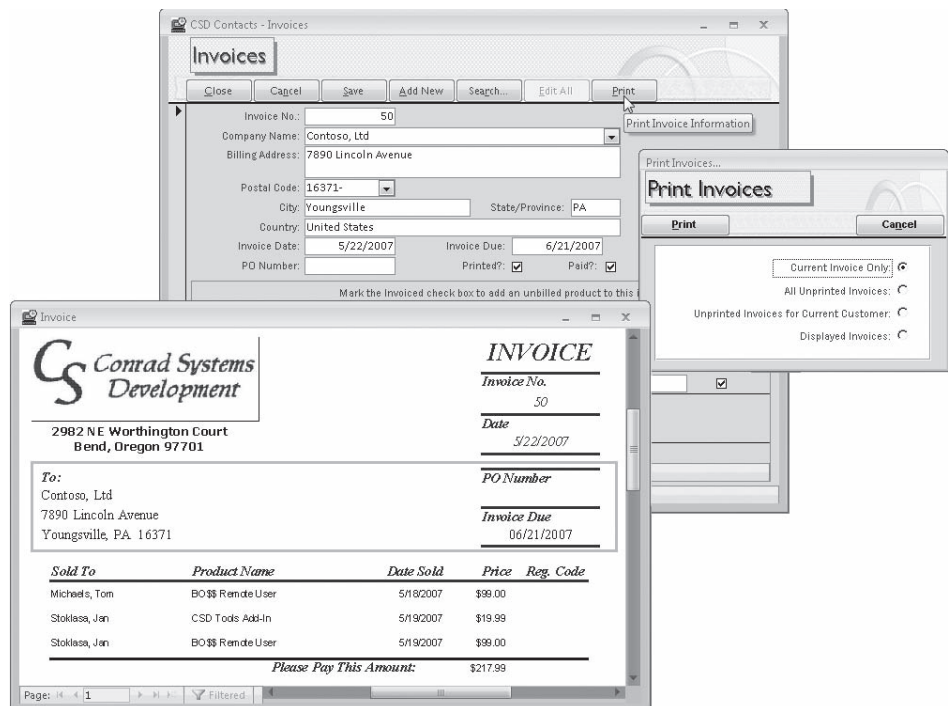 CSD Contacts - Invoices
Invoices
Close Cancel Save Add New Search... Edit All Print
Print Invoice Information
Invoice No.: 50
Company Name: Contoso, Ltd
Billing Address: 7890 Lincoln Avenue
Postal Code: 16371-
City: Youngsville State/Province: PA
Country: United States
Invoice Date: 5/22/2007 Invoice Due: 6/21/2007
PO Number: Printed?: Paid?:
Mark the Invoiced check box to add an unbilled product to this i
Print Invoices...
Print Invoices
Print Cancel
Current Invoice Only:
All Unprinted Invoices:
Unprinted Invoices for Current Customer:
Displayed Invoices:
Invoice
CS Conrad Systems
Development
2982 NE Worthington Court
Bend, Oregon 97701
INVOICE
Invoice No.
50
Date
5/22/2007
To:
Contoso, Ltd
7890 Lincoln Avenue
Youngsville, PA 16371
PO Number
Invoice Due
06/21/2007
Sold To Product Name Date Sold Price Reg. Code
Michaels, Tom BO$$ Remote User 5/18/2007 $99.00
Stoklasa, Jan CSD Tools Add-In 5/19/2007 $19.99
Stoklasa, Jan BO$$ Remote User 5/19/2007 $99.00
Please Pay This Amount: $217.99
Page: 1 Filtered